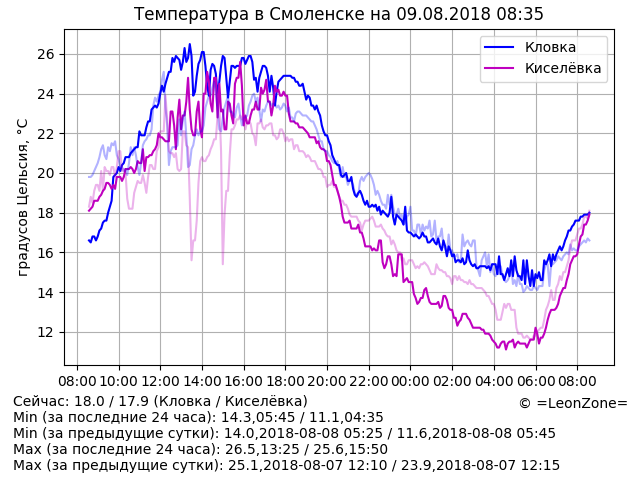 Температура в Смоленске на 09.08.2018 08:35
Кловка
Киселёвка
градусов Цельсия, °C
26
24
22
20
18
16
14
12
08:00 10:00 12:00 14:00 16:00 18:00 20:00 22:00 00:00 02:00 04:00 06:00 08:00
Сейчас: 18.0 / 17.9 (Кловка / Киселёвка)
© =LeonZone=
Min (за последние 24 часа): 14.3,05:45 / 11.1,04:35
Min (за предыдущие сутки): 14.0,2018-08-08 05:25 / 11.6,2018-08-08 05:45
Max (за последние 24 часа): 26.5,13:25 / 25.6,15:50
Max (за предыдущие сутки): 25.1,2018-08-07 12:10 / 23.9,2018-08-07 12:15